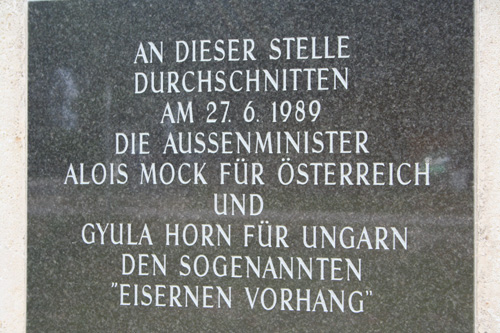 AN DIESER STELLE
DURCHSCHNITTEN
AM 27. 6. 1989
DIE AUSSENMINISTER
ALOIS MOCK FÜR ÖSTERREICH
UND
GYULA HORN FÜR UNGARN
DEN SOGENANNTEN
"EISERNEN VORHANG"